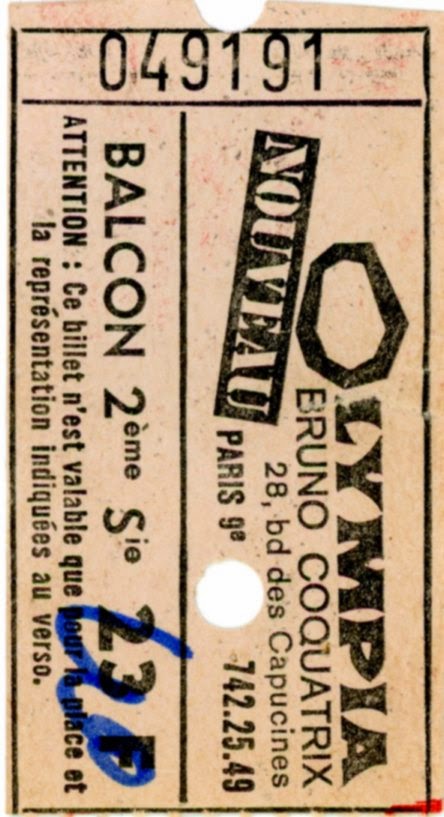 049191
NOUVEAU
OLYMPIA
BRUNO COQUATRIX
28, bd des Capucines
PARIS 9e 742.25.49
BALCON 2ème Sie 23 F
ATTENTION : Ce billet n'est valable que pour la place et
la représentation indiquées au verso.